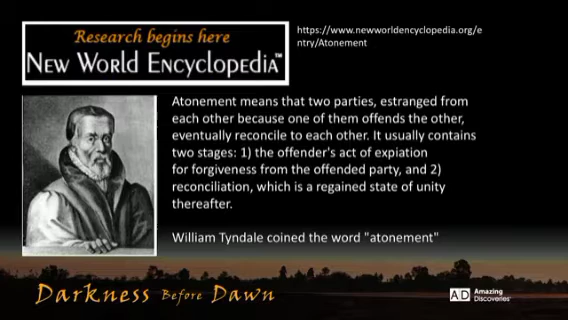 Research begins here
NEW WORLD ENCYCLOPEDIA™
https://www.newworldencyclopedia.org/e
ntry/Atonement
Atonement means that two parties, estranged from
each other because one of them offends the other,
eventually reconcile to each other. It usually contains
two stages: 1) the offender's act of expiation
for forgiveness from the offended party, and 2)
reconciliation, which is a regained state of unity
thereafter.
William Tyndale coined the word "atonement"
Darkness Before Dawn
AD Amazing
Discoveries